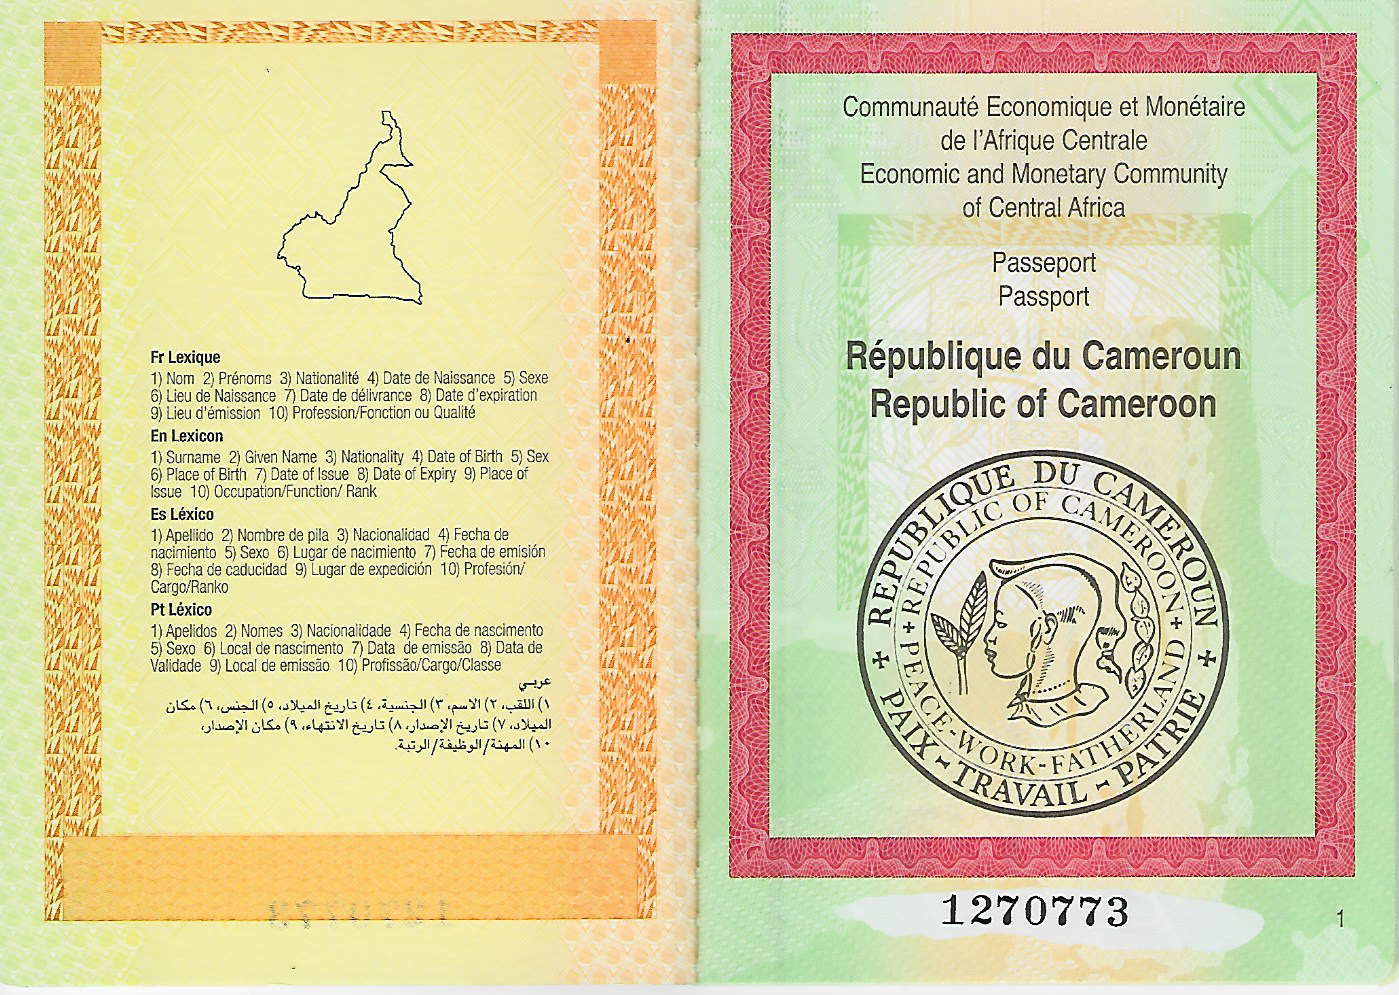 Fr Lexique
1) Nom 2) Prénoms 3) Nationalité 4) Date de Naissance 5) Sexe
6) Lieu de Naissance 7) Date de délivrance 8) Date d'expiration
9) Lieu d'émission 10) Profession/Fonction ou Qualité
En Lexicon
1) Surname 2) Given Name 3) Nationality 4) Date of Birth 5) Sex
6) Place of Birth 7) Date of Issue 8) Date of Expiry 9) Place of
Issue 10) Occupation/Function/ Rank
Es Léxico
1) Apellido 2) Nombre de pila 3) Nacionalidad 4) Fecha de
nacimiento 5) Sexo 6) Lugar de nacimiento 7) Fecha de emisión
8) Fecha de caducidad 9) Lugar de expedición 10) Profesión/
Cargo/Ranko
Pt Léxico
1) Apelidos 2) Nomes 3) Nacionalidade 4) Fecha de nascimento
5) Sexo 6) Local de nascimento 7) Data de emissão 8) Data de
Validade 9) Local de emissão 10) Profissão/Cargo/Classe
عربي
١) اللقب، ٢) الاسم، ٣) الجنسية، ٤) تاريخ الميلاد، ٥) الجنس، ٦) مكان
الميلاد، ٧) تاريخ الإصدار، ٨) تاريخ الانتهاء، ٩) مكان الإصدار،
١٠) المهنة/الوظيفة/الرتبة.
Communauté Economique et Monétaire
de l'Afrique Centrale
Economic and Monetary Community
of Central Africa
Passeport
Passport
République du Cameroun
Republic of Cameroon
REPUBLIQUE DU CAMEROUN
REPUBLIC OF CAMEROON
PEACE-WORK-FATHERLAND
PAIX - TRAVAIL - PATRIE
1270773
1